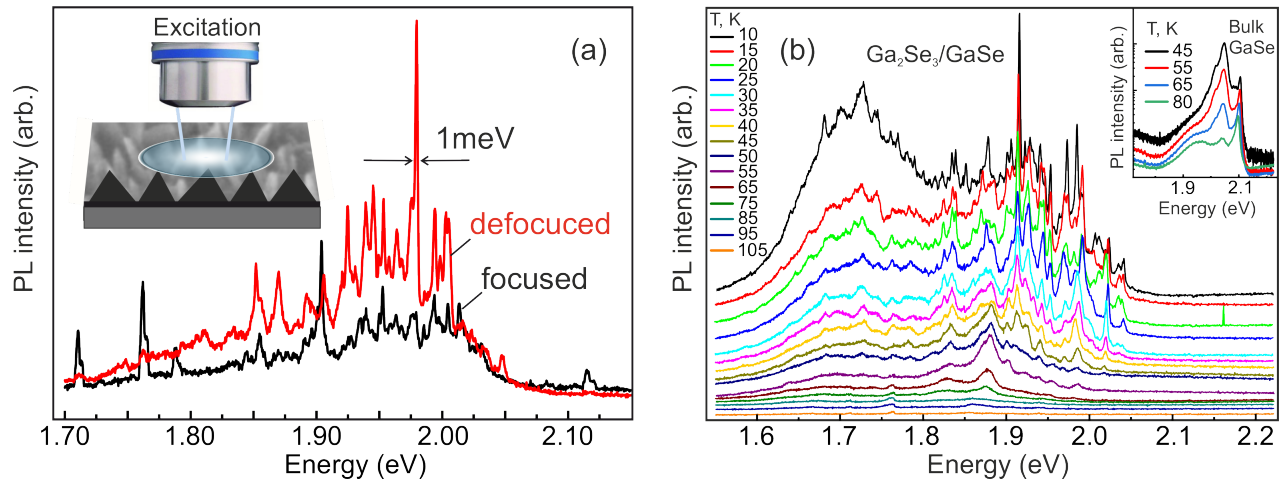 Excitation
(a)
1meV
defocuced
focused
PL intensity (arb.)
1.70 1.80 1.90 2.00 2.10
Energy (eV)
T, K
10
15
20
25
30
35
40
45
50
55
65
75
85
95
105
(b)
Ga₂Se₃/GaSe
PL intensity (arb.)
1.6 1.7 1.8 1.9 2.0 2.1 2.2
Energy (eV)
T, K
45
55
65
80
Bulk
GaSe
PL intensity (arb.)
1.9 2.1
Energy (eV)